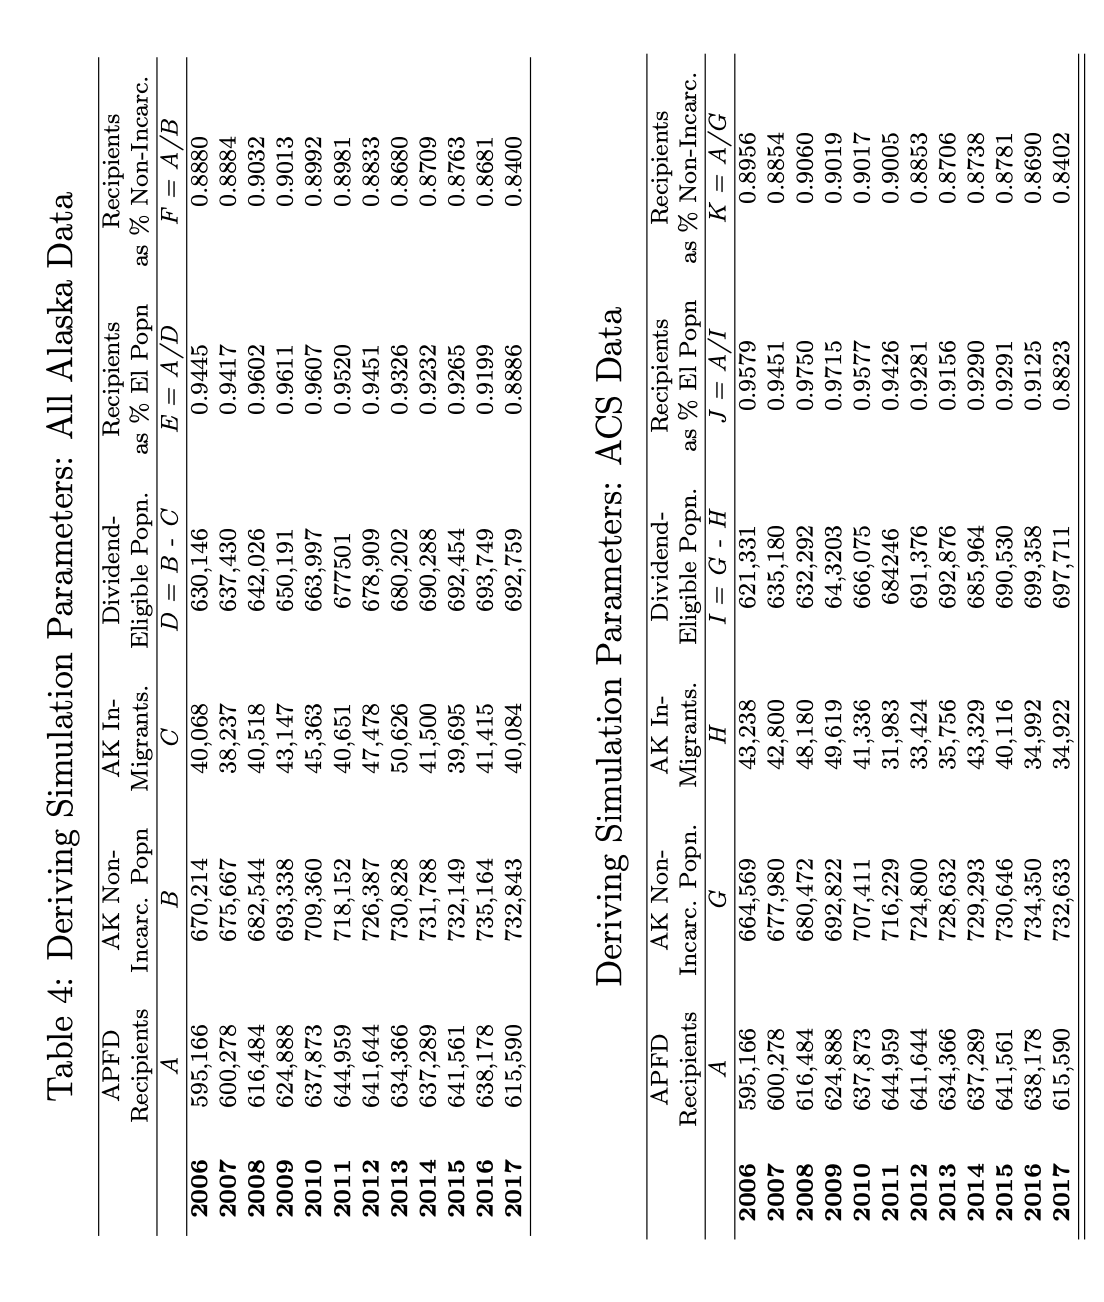 Table 4: Deriving Simulation Parameters: All Alaska Data
APFD AK Non- AK In- Dividend- Recipients Recipients
Recipients Incarc. Popn Migrants. Eligible Popn. as % El Popn as % Non-Incarc.
A B C D = B - C E = A/D F = A/B
2006 595,166 670,214 40,068 630,146 0.9445 0.8880
2007 600,278 675,667 38,237 637,430 0.9417 0.8884
2008 616,484 682,544 40,518 642,026 0.9602 0.9032
2009 624,888 693,338 43,147 650,191 0.9611 0.9013
2010 637,873 709,360 45,363 663,997 0.9607 0.8992
2011 644,959 718,152 40,651 677501 0.9520 0.8981
2012 641,644 726,387 47,478 678,909 0.9451 0.8833
2013 634,366 730,828 50,626 680,202 0.9326 0.8680
2014 637,289 731,788 41,500 690,288 0.9232 0.8709
2015 641,561 732,149 39,695 692,454 0.9265 0.8763
2016 638,178 735,164 41,415 693,749 0.9199 0.8681
2017 615,590 732,843 40,084 692,759 0.8886 0.8400
Deriving Simulation Parameters: ACS Data
APFD AK Non- AK In- Dividend- Recipients Recipients
Recipients Incarc. Popn. Migrants. Eligible Popn. as % El Popn as % Non-Incarc.
A G H I = G - H J = A/I K = A/G
2006 595,166 664,569 43,238 621,331 0.9579 0.8956
2007 600,278 677,980 42,800 635,180 0.9451 0.8854
2008 616,484 680,472 48,180 632,292 0.9750 0.9060
2009 624,888 692,822 49,619 64,3203 0.9715 0.9019
2010 637,873 707,411 41,336 666,075 0.9577 0.9017
2011 644,959 716,229 31,983 684246 0.9426 0.9005
2012 641,644 724,800 33,424 691,376 0.9281 0.8853
2013 634,366 728,632 35,756 692,876 0.9156 0.8706
2014 637,289 729,293 43,329 685,964 0.9290 0.8738
2015 641,561 730,646 40,116 690,530 0.9291 0.8781
2016 638,178 734,350 34,992 699,358 0.9125 0.8690
2017 615,590 732,633 34,922 697,711 0.8823 0.8402